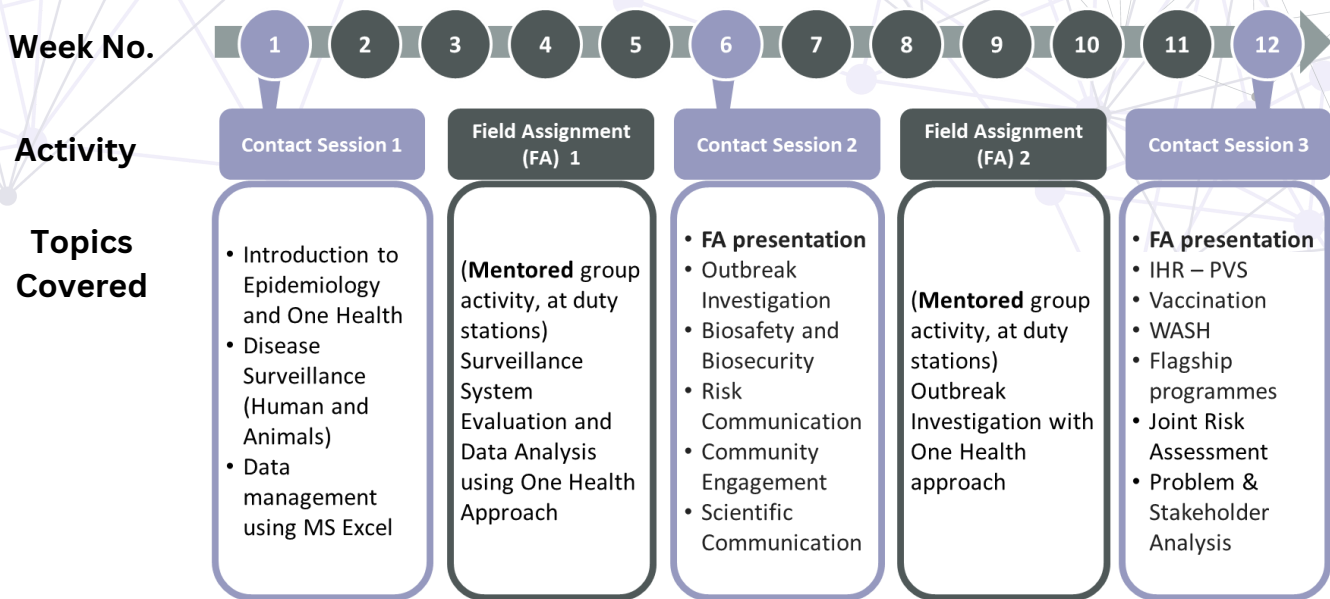 Week No.
1 2 3 4 5 6 7 8 9 10 11 12
Activity
Contact Session 1
Field Assignment
(FA) 1
Contact Session 2
Field Assignment
(FA) 2
Contact Session 3
Topics
Covered
• Introduction to
Epidemiology
and One Health
• Disease
Surveillance
(Human and
Animals)
• Data
management
using MS Excel
(Mentored group
activity, at duty
stations)
Surveillance
System
Evaluation and
Data Analysis
using One Health
Approach
• FA presentation
• Outbreak
Investigation
• Biosafety and
Biosecurity
• Risk
Communication
• Community
Engagement
• Scientific
Communication
(Mentored group
activity, at duty
stations)
Outbreak
Investigation with
One Health
approach
• FA presentation
• IHR – PVS
• Vaccination
• WASH
• Flagship
programmes
• Joint Risk
Assessment
• Problem &
Stakeholder
Analysis